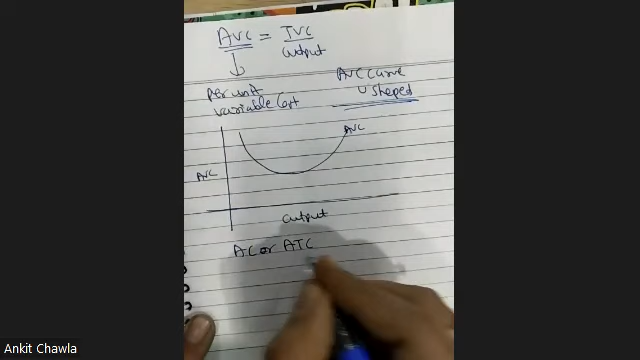 AVC = TVC
output
per unit
variable Cost
AVC Curve
U Shaped
AVC
AVC
output
AC or ATC
Ankit Chawla